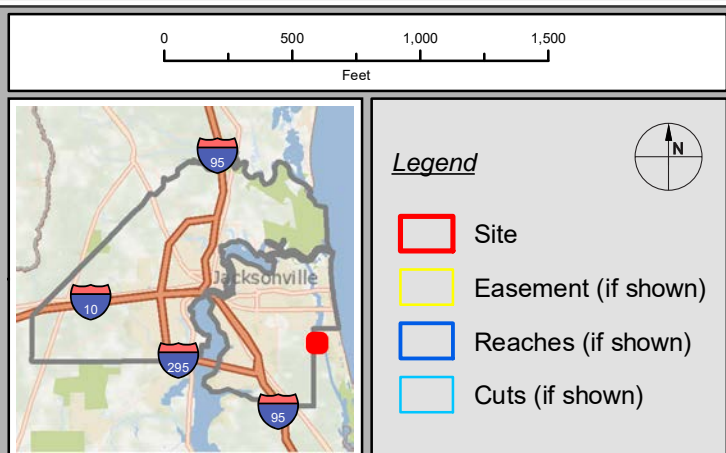 0 500 1,000 1,500
Feet
95
Jacksonville
10
295
95
Legend
N
Site
Easement (if shown)
Reaches (if shown)
Cuts (if shown)